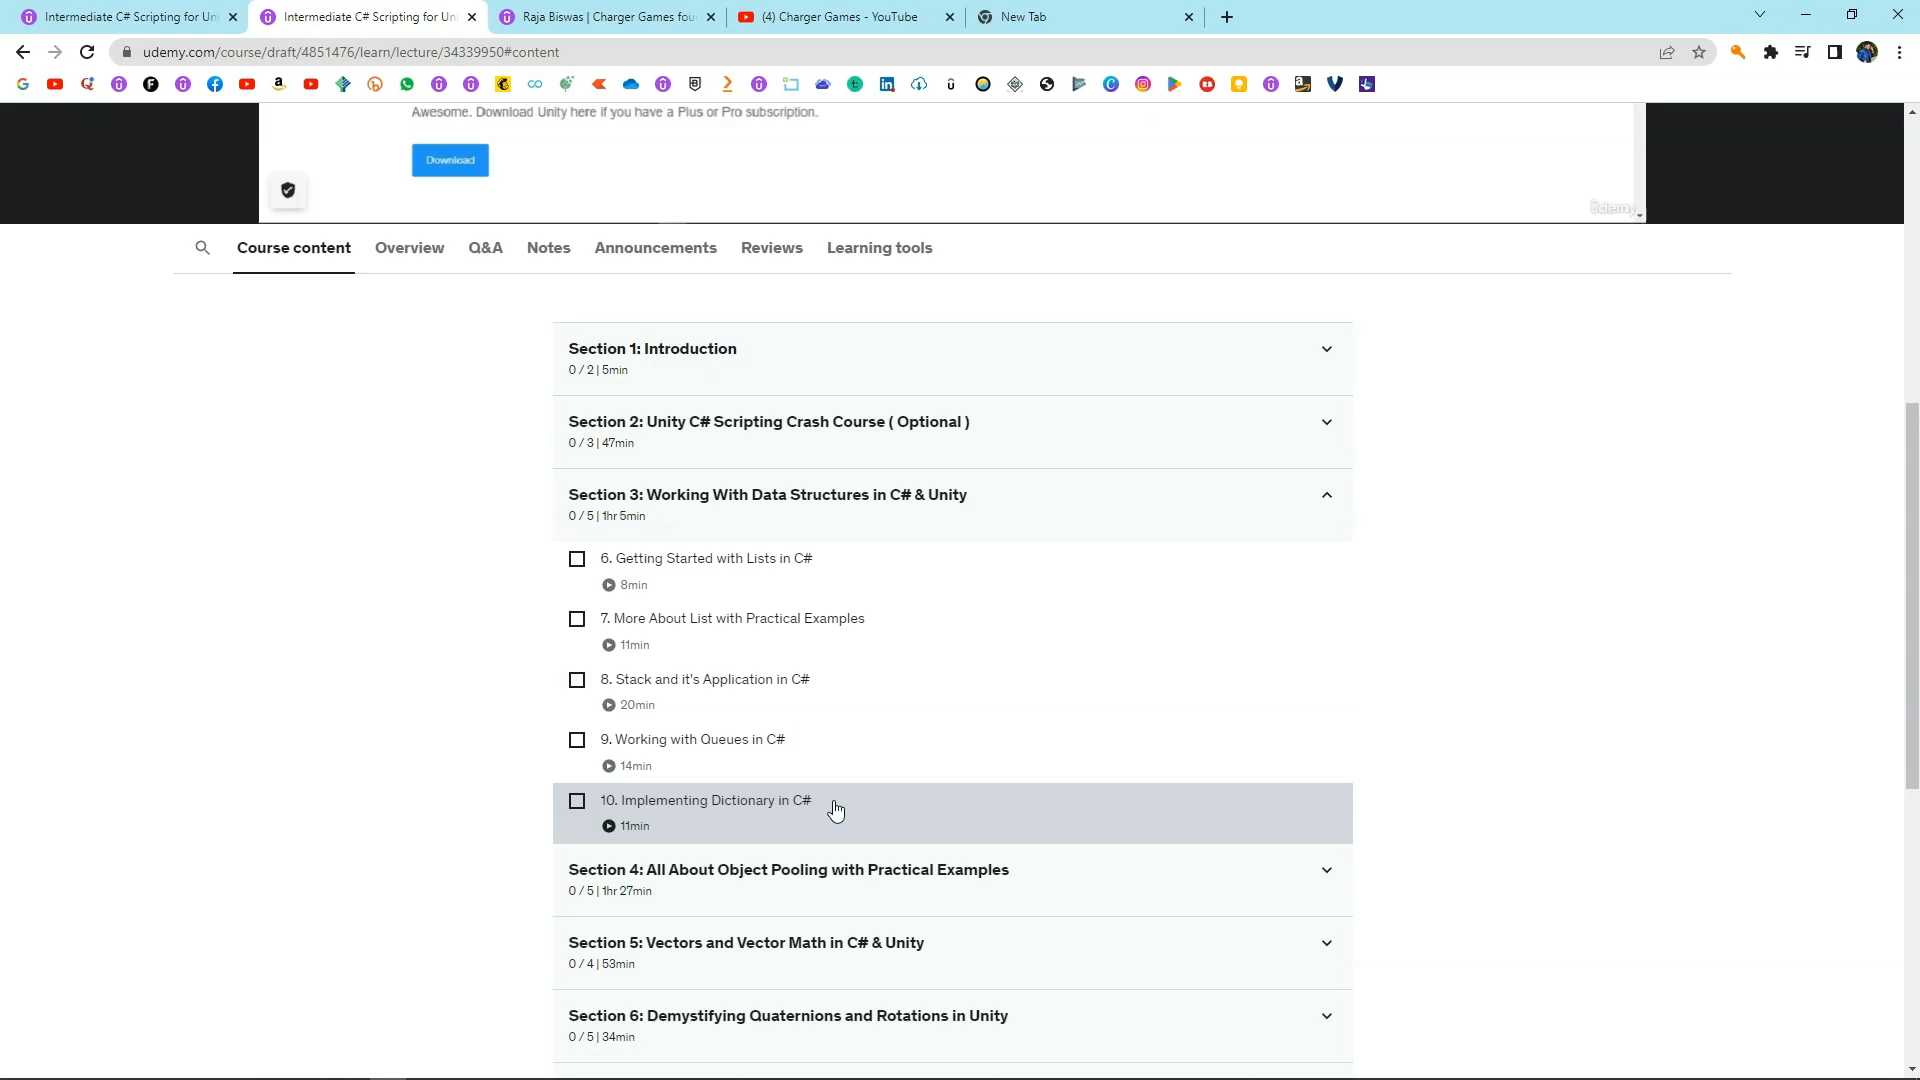 Intermediate C# Scripting for Un
Intermediate C# Scripting for Un
Raja Biswas | Charger Games fou
(4) Charger Games - YouTube
New Tab
udemy.com/course/draft/4851476/learn/lecture/34339950#content
Awesome. Download Unity here if you have a Plus or Pro subscription.
Download
ûdemy
Course content
Overview
Q&A
Notes
Announcements
Reviews
Learning tools
Section 1: Introduction
0 / 2 | 5min
Section 2: Unity C# Scripting Crash Course ( Optional )
0 / 3 | 47min
Section 3: Working With Data Structures in C# & Unity
0 / 5 | 1hr 5min
6. Getting Started with Lists in C#
8min
7. More About List with Practical Examples
11min
8. Stack and it's Application in C#
20min
9. Working with Queues in C#
14min
10. Implementing Dictionary in C#
11min
Section 4: All About Object Pooling with Practical Examples
0 / 5 | 1hr 27min
Section 5: Vectors and Vector Math in C# & Unity
0 / 4 | 53min
Section 6: Demystifying Quaternions and Rotations in Unity
0 / 5 | 34min